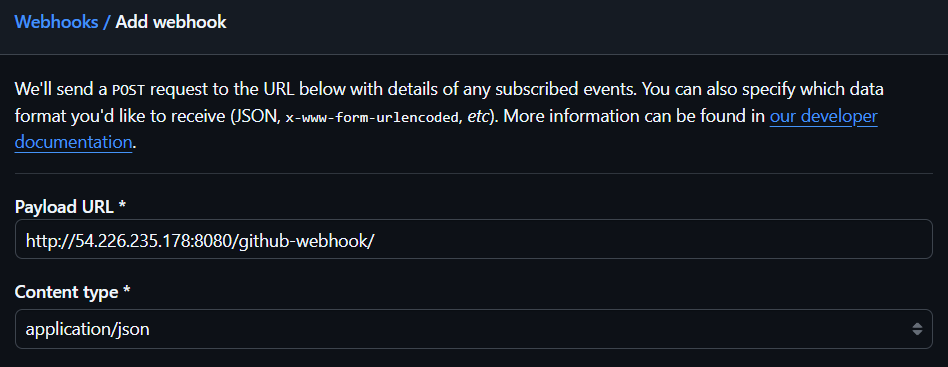 Webhooks / Add webhook
We'll send a POST request to the URL below with details of any subscribed events. You can also specify which data
format you'd like to receive (JSON, x-www-form-urlencoded, etc). More information can be found in our developer
documentation.
Payload URL *
http://54.226.235.178:8080/github-webhook/
Content type *
application/json